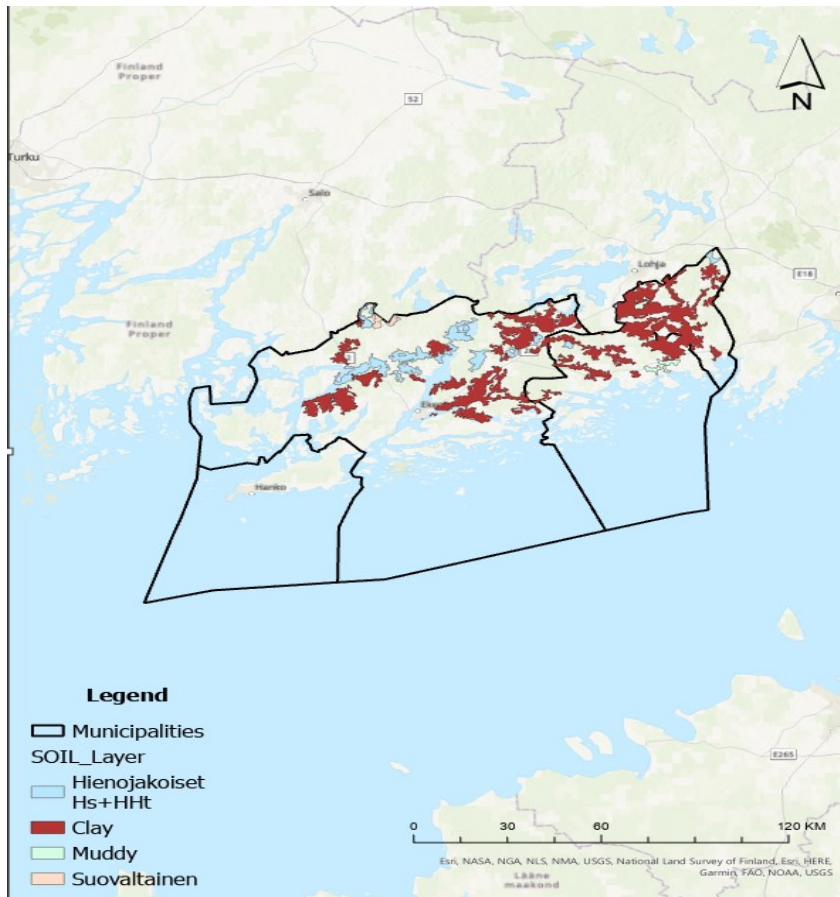 Finland
Proper
52
Turku
Salo
N
Lohja
E18
Finland
Proper
Hanko
Legend
Municipalities
SOIL_Layer
Hienojakoiset
Hs+HHt
Clay
Muddy
Suovaltainen
E265
0 30 60 120 KM
Esri, NASA, NGA, NLS, NMA, USGS, National Land Survey of Finland, Esri, HERE,
Garmin, FAO, NOAA, USGS
Lääne
maakond